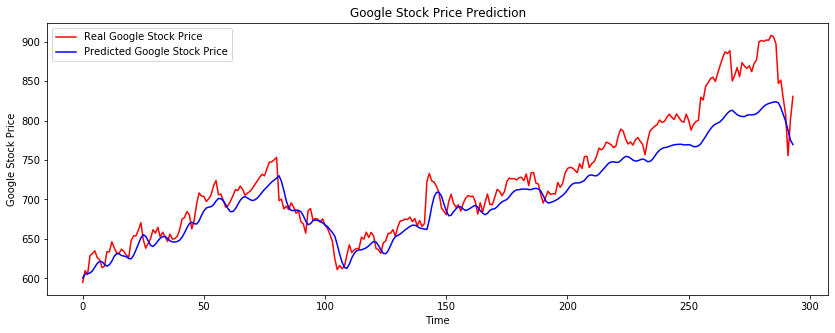 Google Stock Price Prediction
Real Google Stock Price
Predicted Google Stock Price
Google Stock Price
900
850
800
750
700
650
600
0
50
100
150
200
250
300
Time